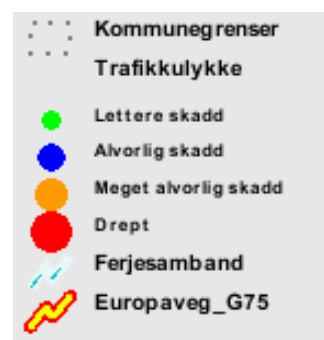 Kommunegrenser
Trafikkulykke
Lettere skadd
Alvorlig skadd
Meget alvorlig skadd
Drept
Ferjesamband
Europaveg_G75